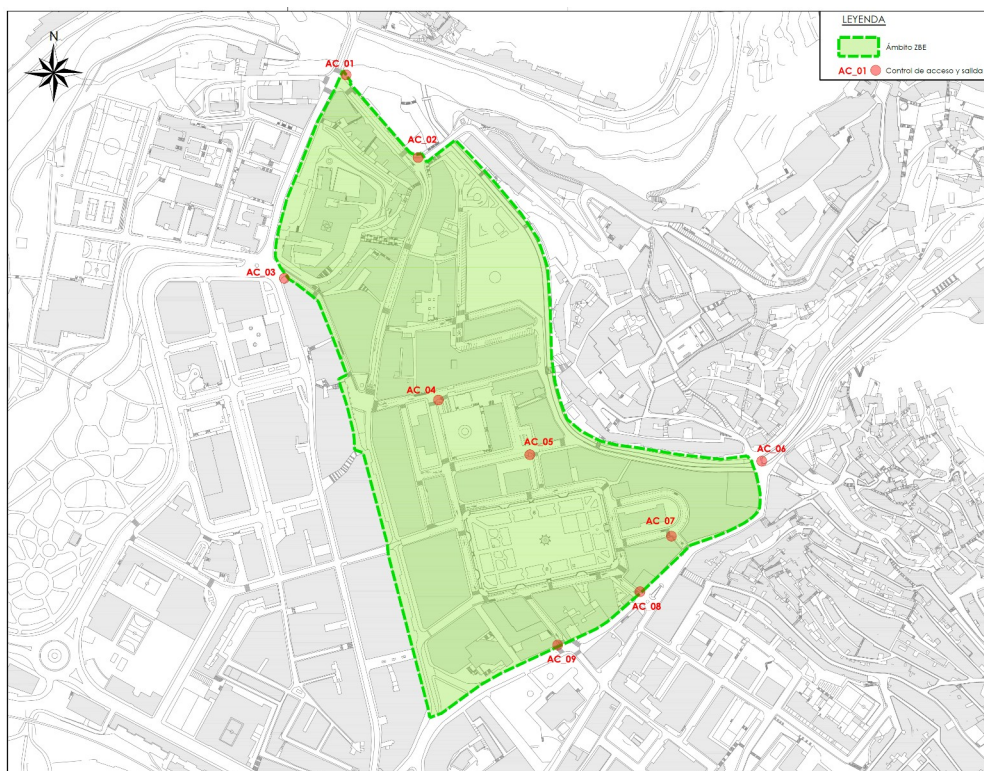 LEYENDA
Ámbito ZBE
AC_01 Control de acceso y salida
N
AC_01
AC_02
AC_03
AC_04
AC_05
AC_06
AC_07
AC_08
AC_09